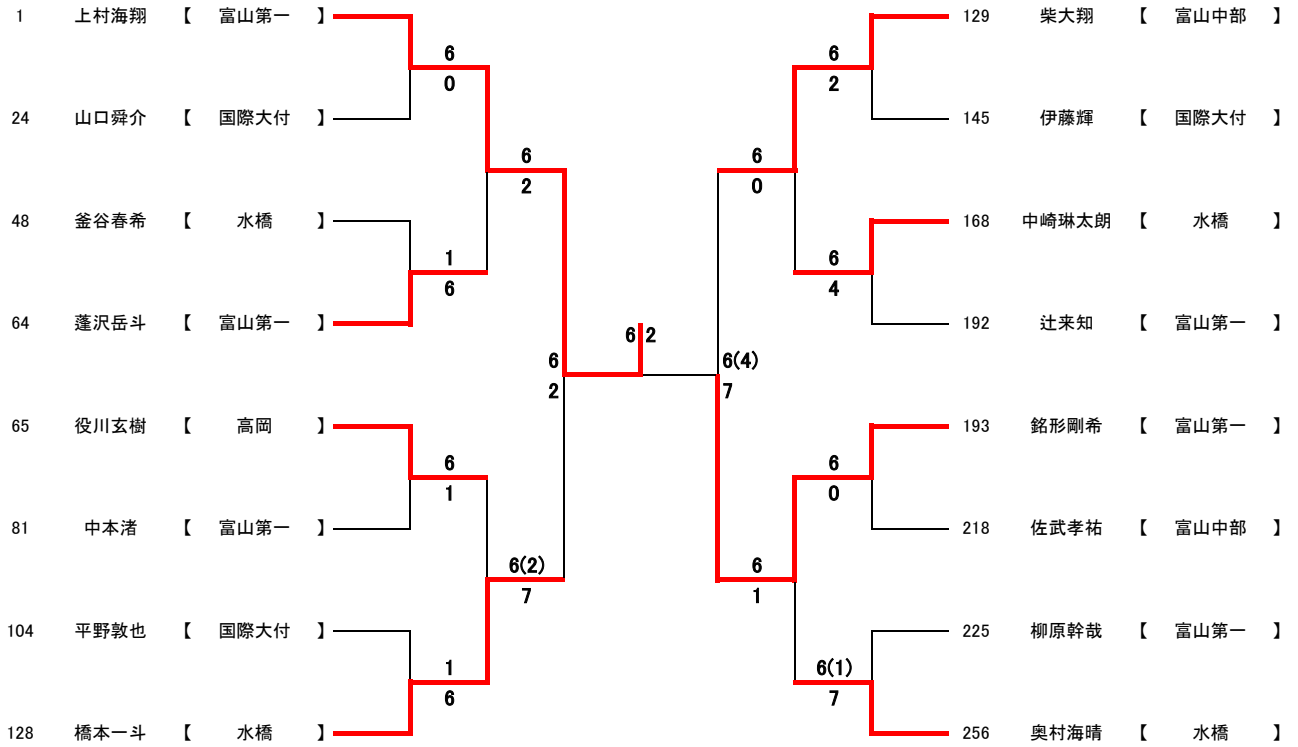 1 上村海翔 【 富山第一 】 129 柴大翔 【 富山中部 】
6 6
0 2
24 山口舜介 【 国際大付 】 145 伊藤輝 【 国際大付 】
6 6
2 0
48 釜谷春希 【 水橋 】 168 中崎琳太朗 【 水橋 】
1 6
6 4
64 蓬沢岳斗 【 富山第一 】 192 辻来知 【 富山第一 】
6 2
6 6(4)
2 7
65 役川玄樹 【 高岡 】 193 銘形剛希 【 富山第一 】
6 6
1 0
81 中本渚 【 富山第一 】 218 佐武孝祐 【 富山中部 】
6(2) 6
7 1
104 平野敦也 【 国際大付 】 225 柳原幹哉 【 富山第一 】
1 6(1)
6 7
128 橋本一斗 【 水橋 】 256 奥村海晴 【 水橋 】